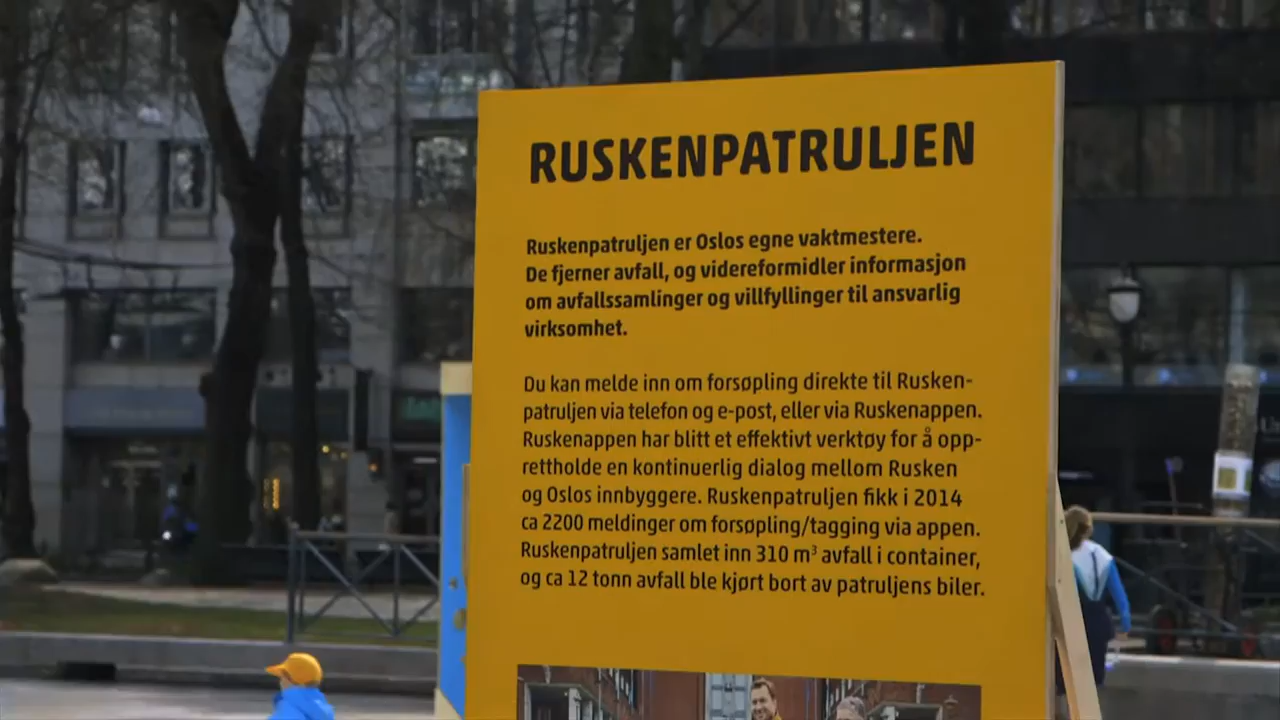 RUSKENPATRULJEN
Ruskenpatruljen er Oslos egne vaktmestere.
De fjerner avfall, og videreformidler informasjon
om avfallssamlinger og villfyllinger til ansvarlig
virksomhet.
Du kan melde inn om forsøpling direkte til Rusken-
patruljen via telefon og e-post, eller via Ruskenappen.
Ruskenappen har blitt et effektivt verktøy for å opp-
rettholde en kontinuerlig dialog mellom Rusken
og Oslos innbyggere. Ruskenpatruljen fikk i 2014
ca 2200 meldinger om forsøpling/tagging via appen.
Ruskenpatruljen samlet inn 310 m³ avfall i container,
og ca 12 tonn avfall ble kjørt bort av patruljens biler.